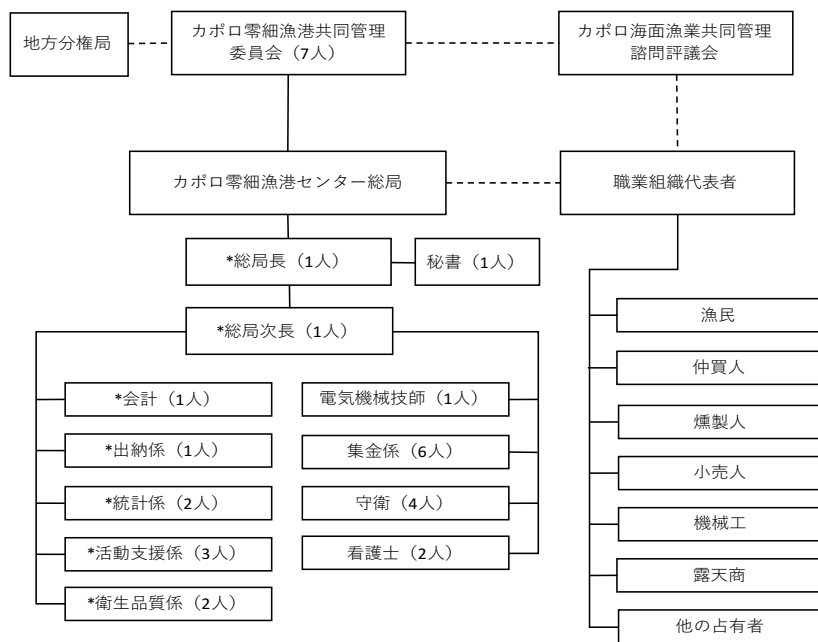 地方分権局
カポロ零細漁港共同管理
委員会（7人）
カポロ海面漁業共同管理
諮問評議会
カポロ零細漁港センター総局
職業組織代表者
*総局長（1人）
秘書（1人）
*総局次長（1人）
*会計（1人）
*出納係（1人）
*統計係（2人）
*活動支援係（3人）
*衛生品質係（2人）
電気機械技師（1人）
集金係（6人）
守衛（4人）
看護士（2人）
漁民
仲買人
燻製人
小売人
機械工
露天商
他の占有者